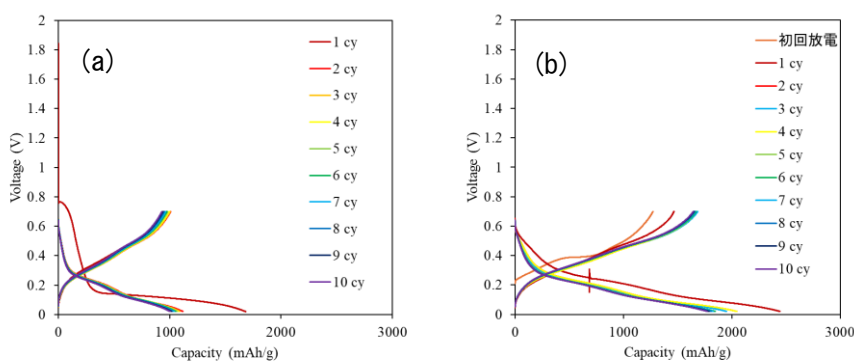 (a)
2
1.8
1.6
1.4
1.2
1
0.8
0.6
0.4
0.2
0
Voltage (V)
0 1000 2000 3000
Capacity (mAh/g)
1 cy
2 cy
3 cy
4 cy
5 cy
6 cy
7 cy
8 cy
9 cy
10 cy
(b)
2
1.8
1.6
1.4
1.2
1
0.8
0.6
0.4
0.2
0
Voltage (V)
0 1000 2000 3000
Capacity (mAh/g)
初回放電
1 cy
2 cy
3 cy
4 cy
5 cy
6 cy
7 cy
8 cy
9 cy
10 cy